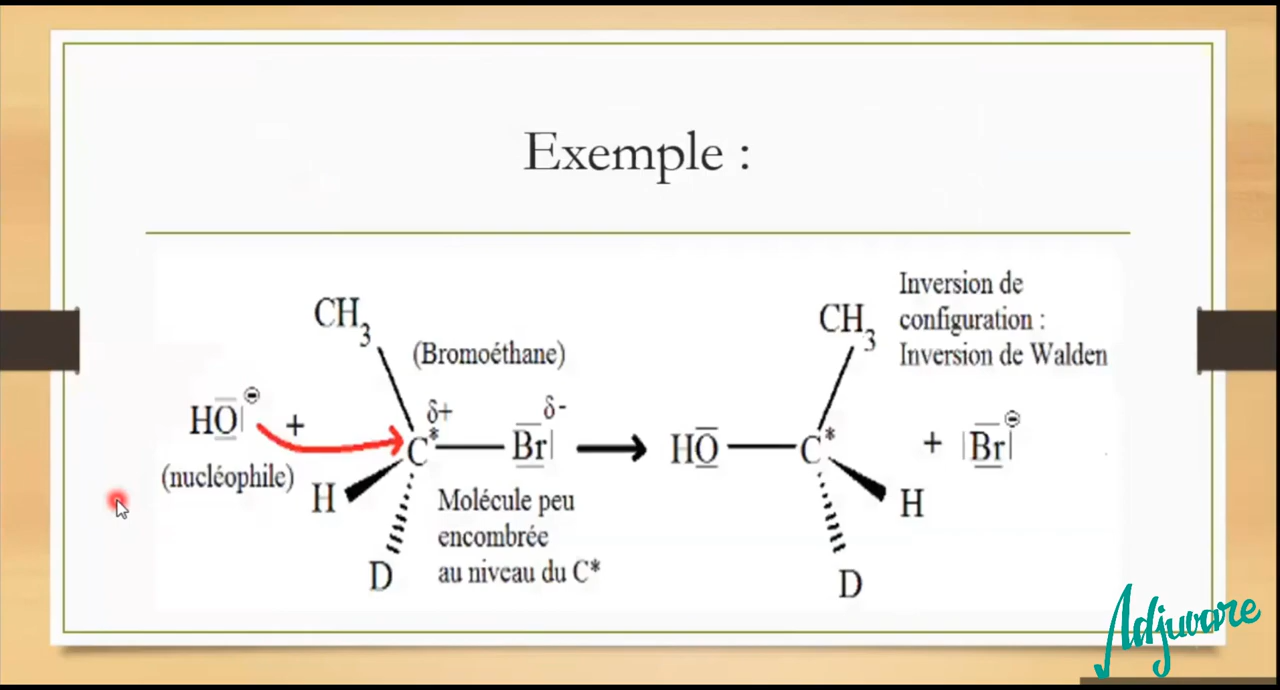 Exemple :
Inversion de
configuration :
Inversion de Walden
CH3
(Bromoéthane)
CH3
HO⊖ + C* δ+ — Br δ- → HO — C* + Br⊖
(nucléophile)
H
H
Molécule peu
encombrée
au niveau du C*
D
D
Adjuvare